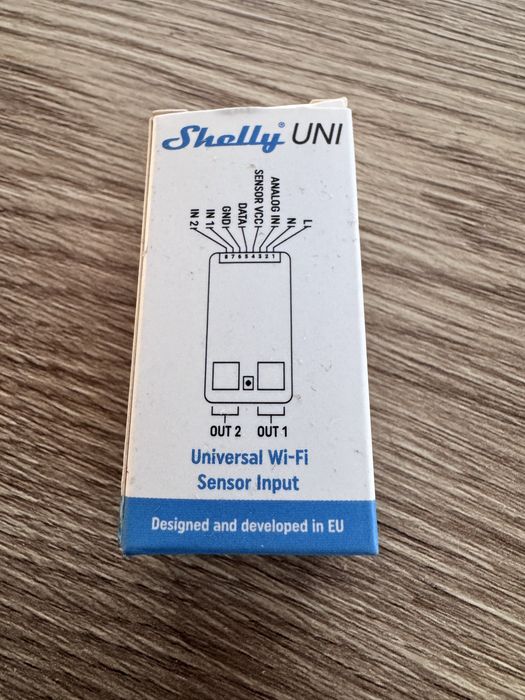 Shelly® UNI
IN 2
IN 1
GND
DATA
SENSOR VCC
ANALOG IN
N
L
8 7 6 5 4 3 2 1
OUT 2 OUT 1
Universal Wi-Fi
Sensor Input
Designed and developed in EU